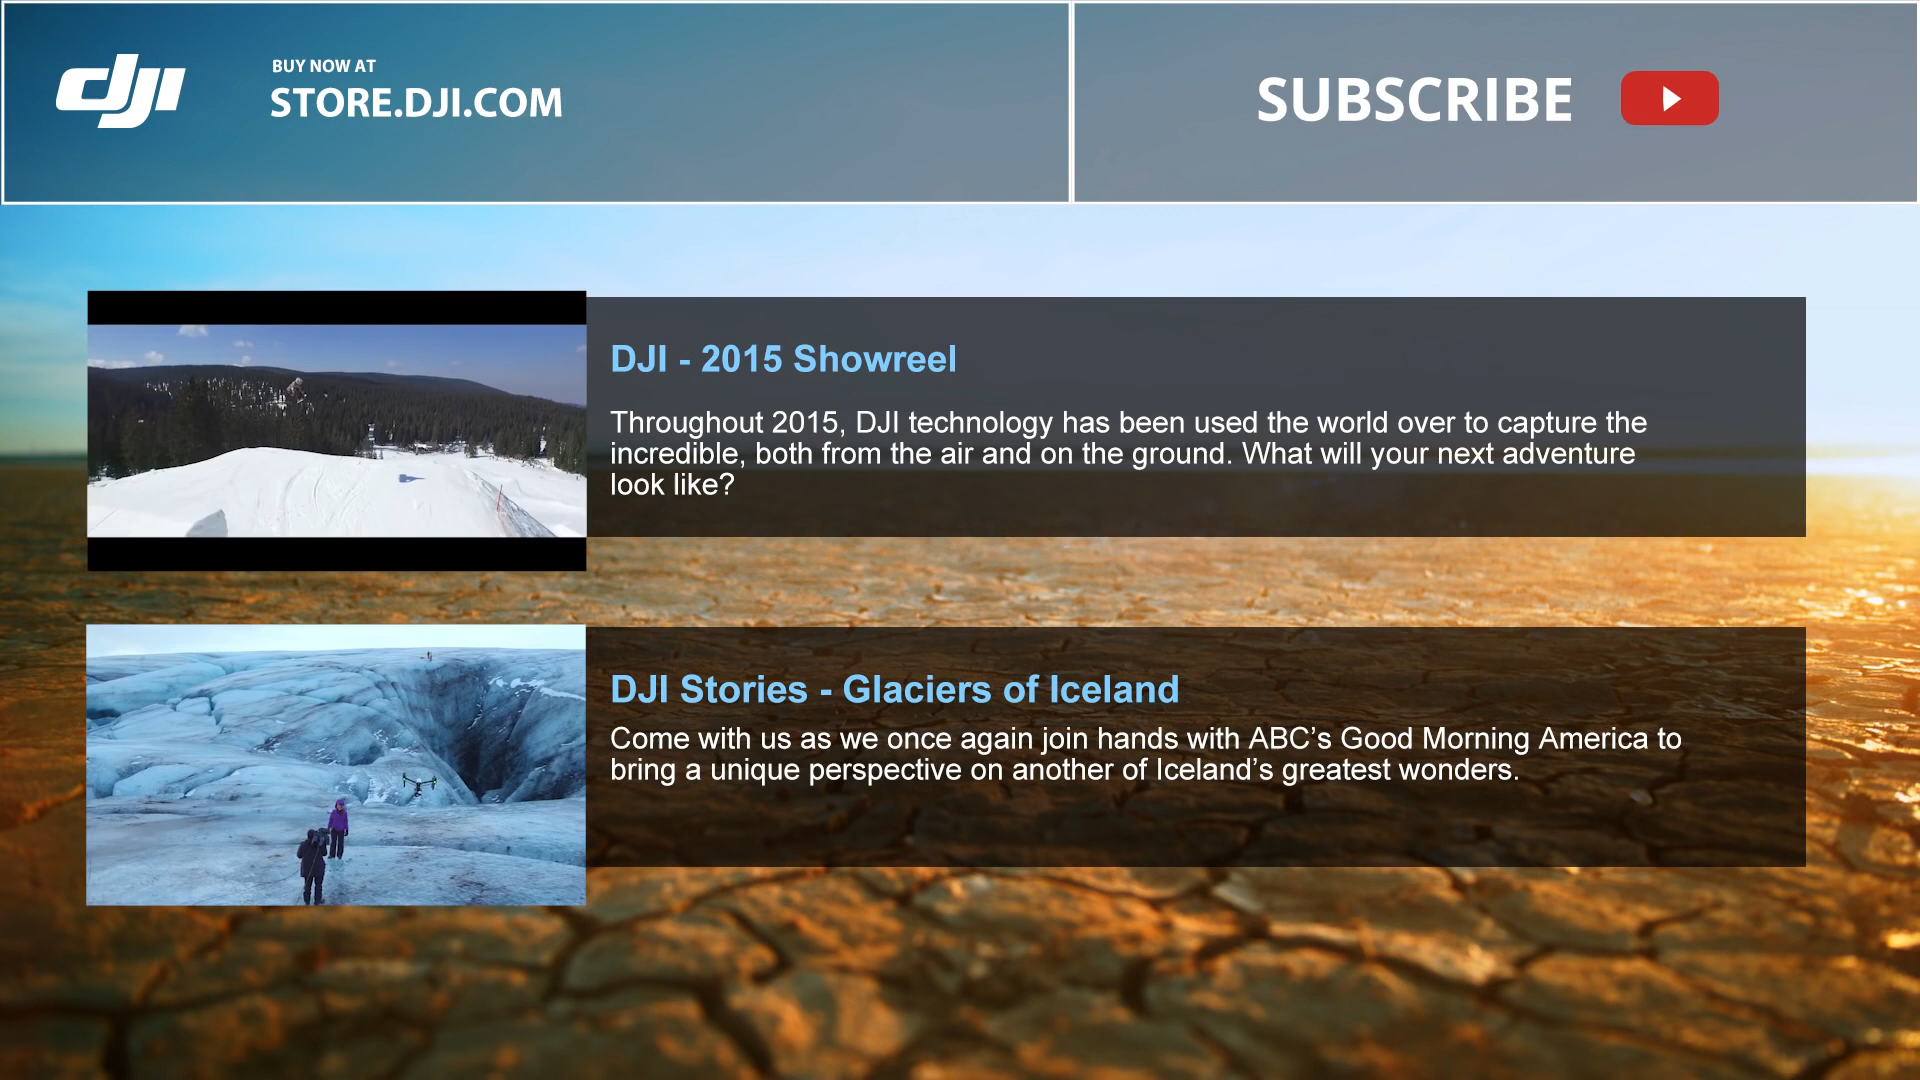 dji
BUY NOW AT
STORE.DJI.COM
SUBSCRIBE
DJI - 2015 Showreel
Throughout 2015, DJI technology has been used the world over to capture the
incredible, both from the air and on the ground. What will your next adventure
look like?
DJI Stories - Glaciers of Iceland
Come with us as we once again join hands with ABC’s Good Morning America to
bring a unique perspective on another of Iceland’s greatest wonders.